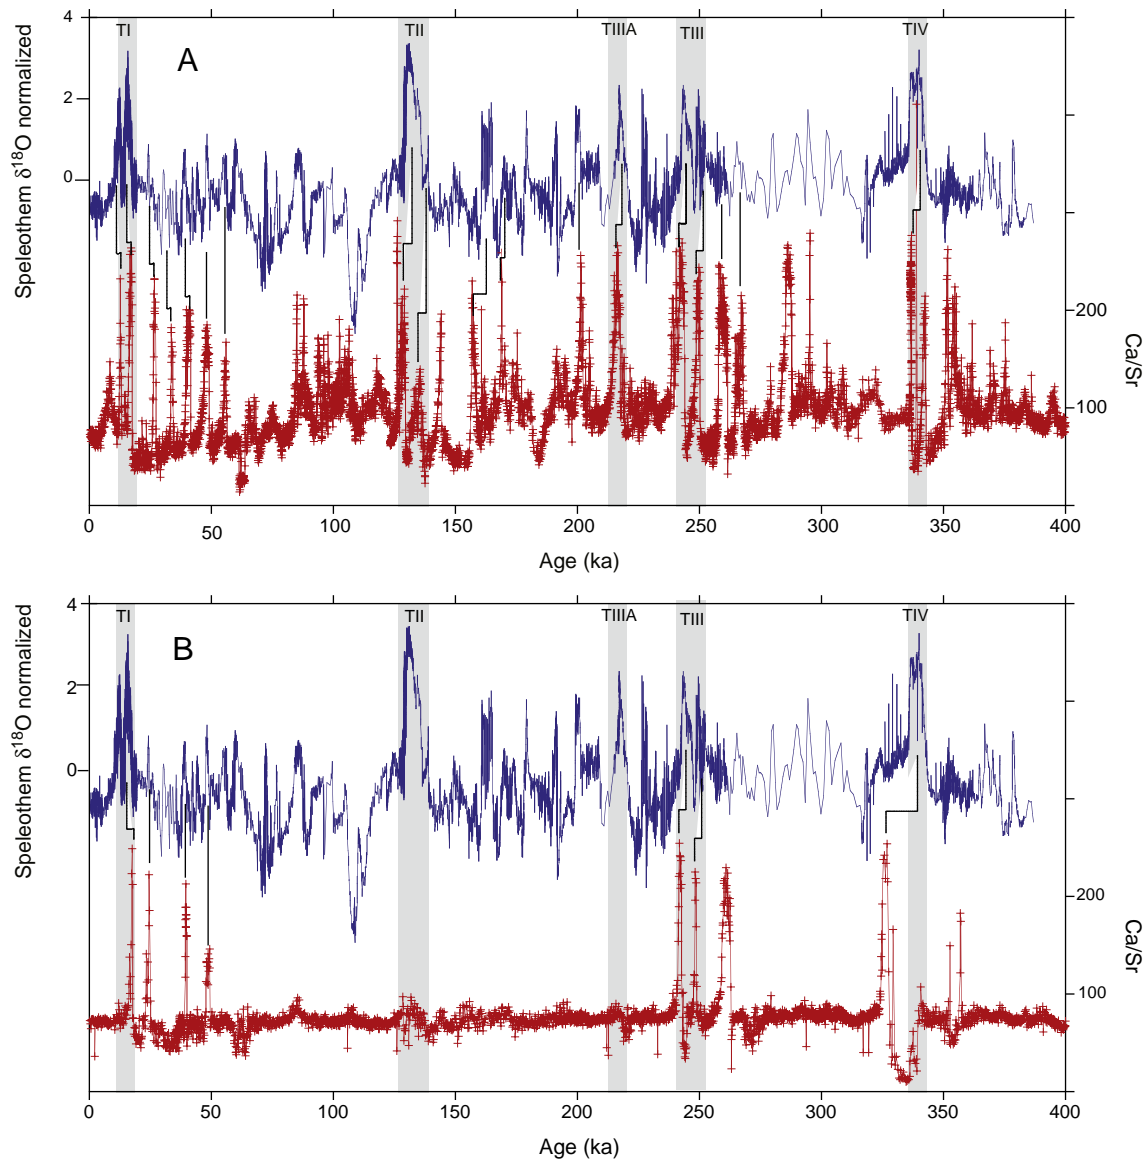 4
TI
TII
TIIIA
TIII
TIV
A
Speleothem δ18O normalized
2
0
200
100
Ca/Sr
0
50
100
150
200
250
300
350
400
Age (ka)
4
TI
TII
TIIIA
TIII
TIV
B
Speleothem δ18O normalized
2
0
200
100
Ca/Sr
0
50
100
150
200
250
300
350
400
Age (ka)